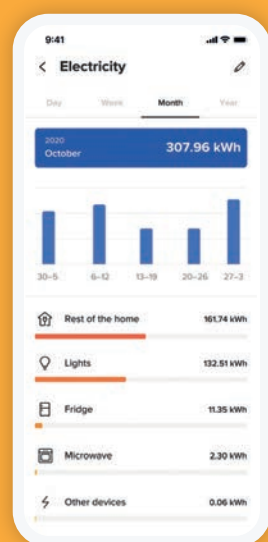 9:41
Electricity
Day Week Month Year
2020
October 307.96 kWh
30–5 6–12 13–19 20–26 27–3
Rest of the home 161.74 kWh
Lights 132.51 kWh
Fridge 11.35 kWh
Microwave 2.30 kWh
Other devices 0.06 kWh